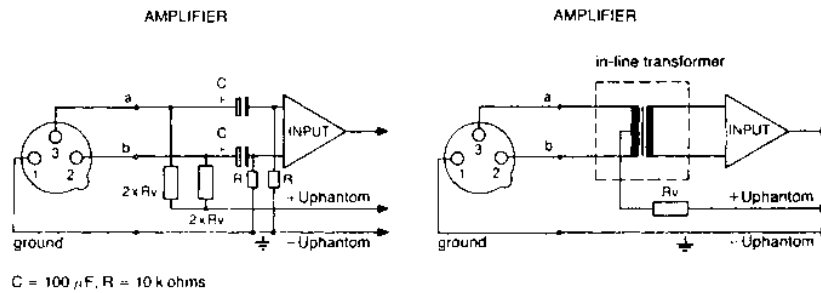 AMPLIFIER
AMPLIFIER
in-line transformer
a
C
+
INPUT
b
C
+
3
1
2
2 x Rv
2 x Rv
R
R
+ Uphantom
ground
- Uphantom
a
b
INPUT
3
1
2
Rv
+ Uphantom
ground
- Uphantom
C = 100 µF, R = 10 k ohms